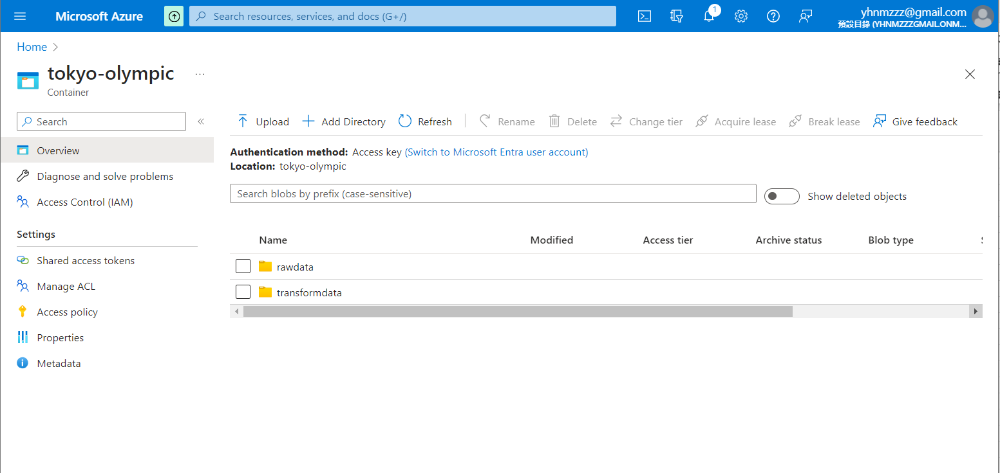 Microsoft Azure
Search resources, services, and docs (G+/)
1
yhnmzzz@gmail.com
預設目錄 (YHNMZZZGMAIL.ONM...
Home
tokyo-olympic
...
Container
Search
«
Upload
Add Directory
Refresh
Rename
Delete
Change tier
Acquire lease
Break lease
Give feedback
Overview
Diagnose and solve problems
Access Control (IAM)
Settings
Shared access tokens
Manage ACL
Access policy
Properties
Metadata
Authentication method: Access key (Switch to Microsoft Entra user account)
Location: tokyo-olympic
Search blobs by prefix (case-sensitive)
Show deleted objects
Name Modified Access tier Archive status Blob type
rawdata
transformdata